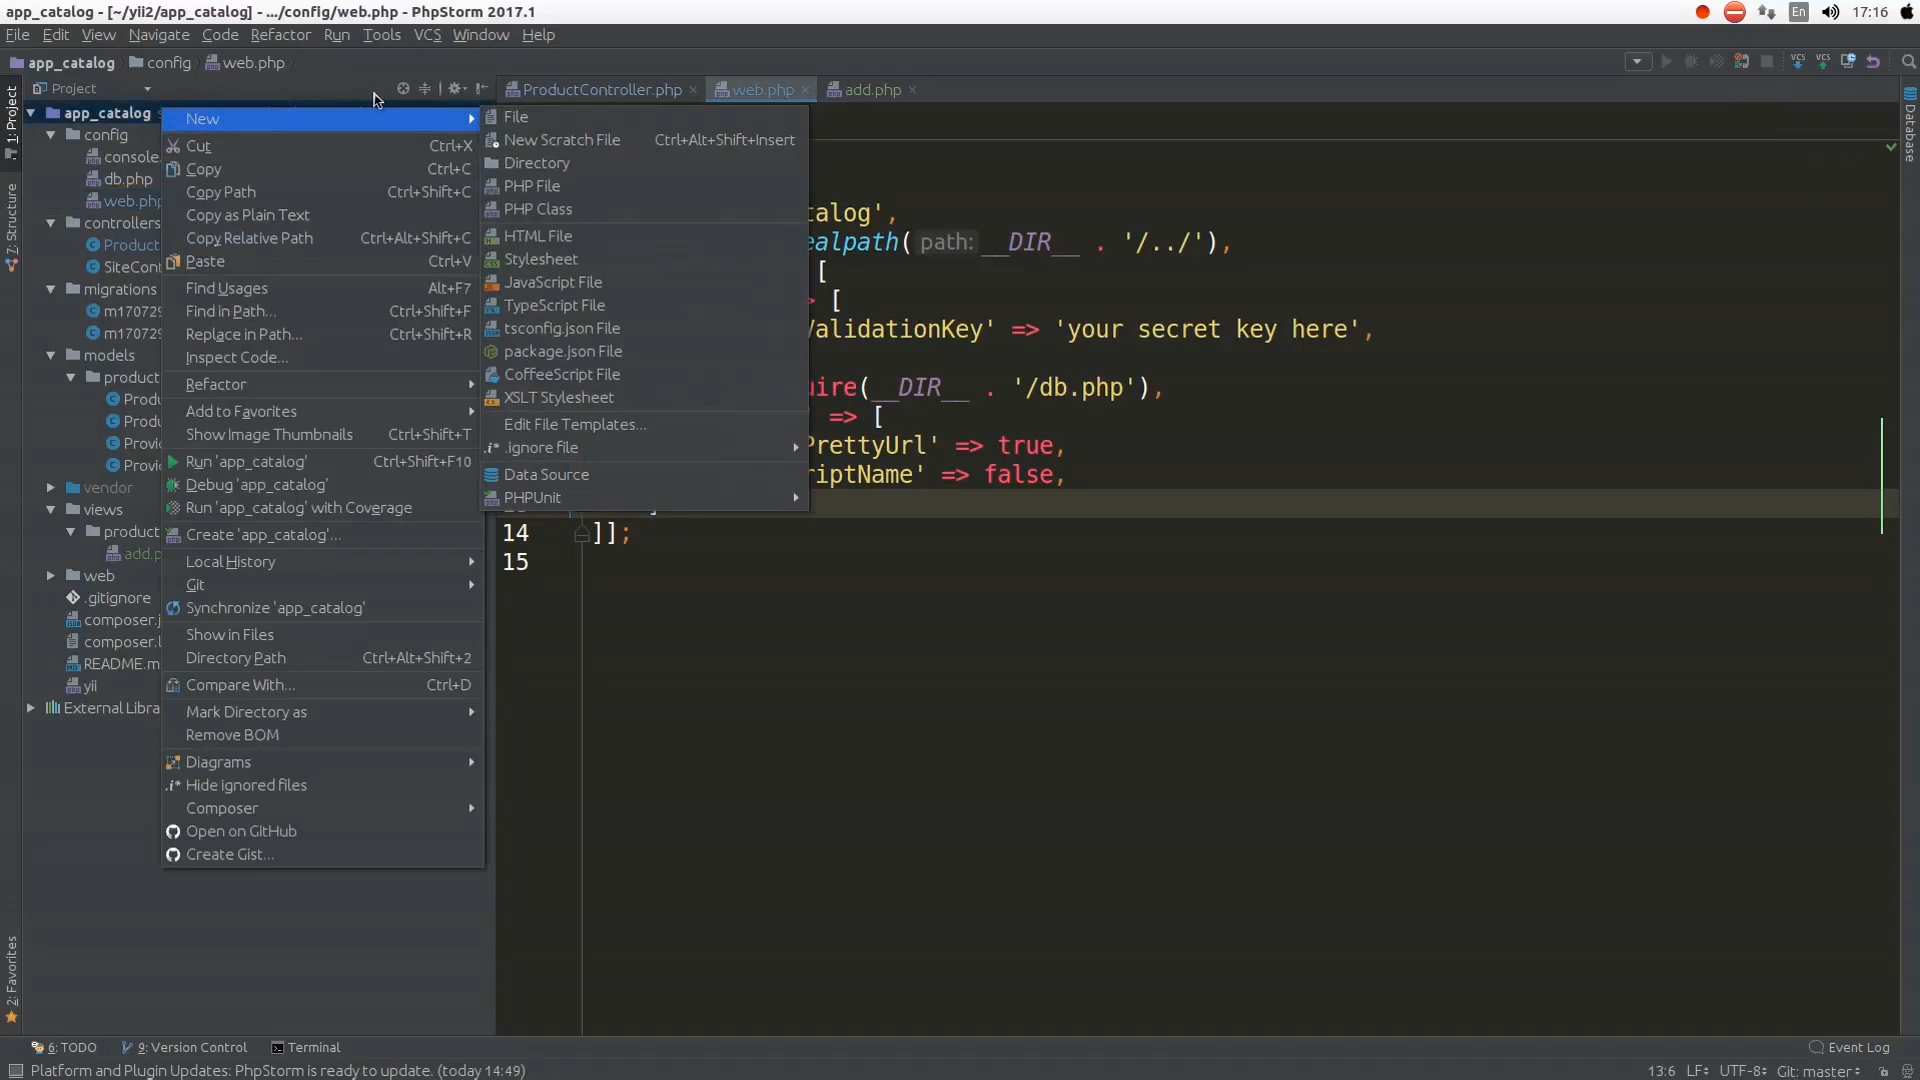 app_catalog - [~/yii2/app_catalog] - .../config/web.php - PhpStorm 2017.1
En
17:16
File Edit View Navigate Code Refactor Run Tools VCS Window Help
app_catalog config web.php
VCS VCS
Project
ProductController.php web.php add.php
1: Project
7: Structure
2: Favorites
Database
app_catalog
config
console.
db.php
web.php
controllers
Product
SiteCont
migrations
m170729
m170729
models
product
Produ
Produ
Provi
Provi
vendor
views
product
add.p
web
.gitignore
composer.j
composer.l
README.m
yii
External Libra
New
Cut Ctrl+X
Copy Ctrl+C
Copy Path Ctrl+Shift+C
Copy as Plain Text
Copy Relative Path Ctrl+Alt+Shift+C
Paste Ctrl+V
Find Usages Alt+F7
Find in Path... Ctrl+Shift+F
Replace in Path... Ctrl+Shift+R
Inspect Code...
Refactor
Add to Favorites
Show Image Thumbnails Ctrl+Shift+T
Run 'app_catalog' Ctrl+Shift+F10
Debug 'app_catalog'
Run 'app_catalog' with Coverage
Create 'app_catalog'...
Local History
Git
Synchronize 'app_catalog'
Show in Files
Directory Path Ctrl+Alt+Shift+2
Compare With... Ctrl+D
Mark Directory as
Remove BOM
Diagrams
Hide ignored files
Composer
Open on GitHub
Create Gist...
File
New Scratch File Ctrl+Alt+Shift+Insert
Directory
PHP File
PHP Class
HTML File
Stylesheet
JavaScript File
TypeScript File
tsconfig.json File
package.json File
CoffeeScript File
XSLT Stylesheet
Edit File Templates...
.ignore file
Data Source
PHPUnit
talog',
ealpath( path: __DIR__ . '/../'),
[
> [
ValidationKey' => 'your secret key here',
uire(__DIR__ . '/db.php'),
' => [
PrettyUrl' => true,
riptName' => false,
14 ]];
15
6: TODO 9: Version Control Terminal Event Log
Platform and Plugin Updates: PhpStorm is ready to update. (today 14:49) 13:6 LF÷ UTF-8÷ Git: master÷